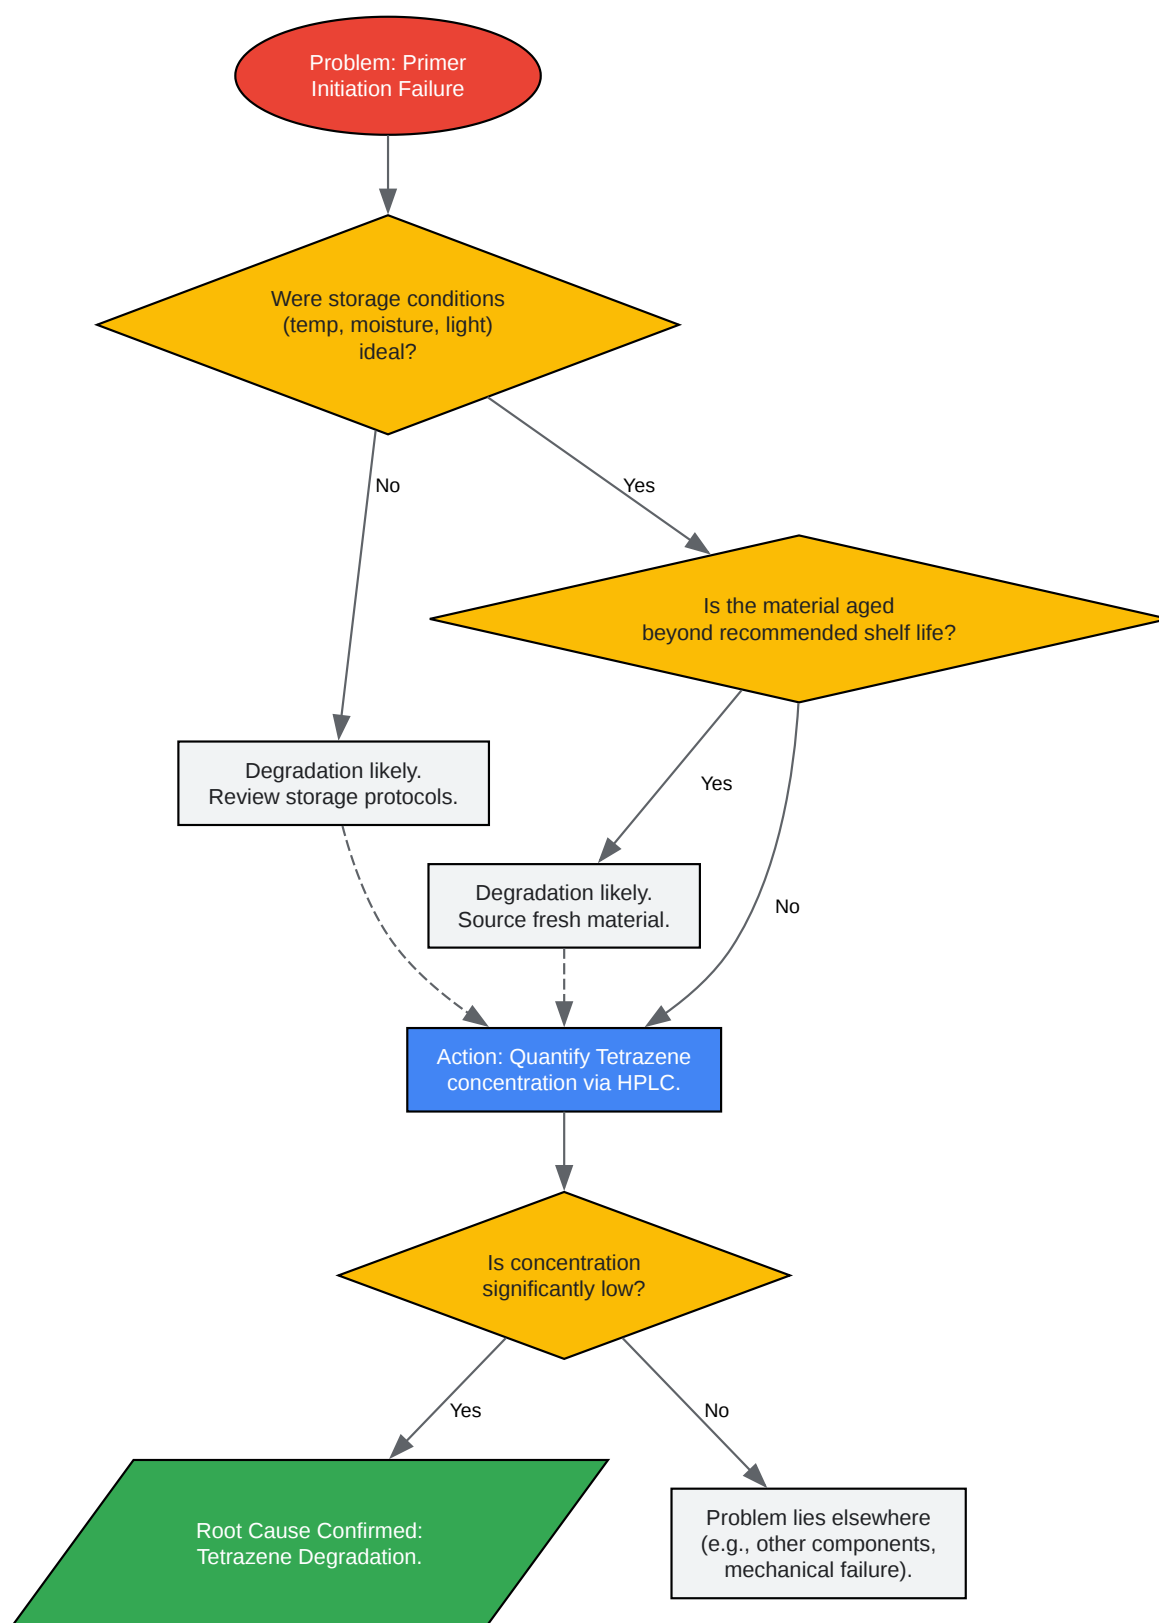 Problem: Primer
Initiation Failure
Were storage conditions
(temp, moisture, light)
ideal?
No
Yes
Is the material aged
beyond recommended shelf life?
Degradation likely.
Review storage protocols.
Yes
Degradation likely.
Source fresh material.
No
Action: Quantify Tetrazene
concentration via HPLC.
Is concentration
significantly low?
Yes
No
Root Cause Confirmed:
Tetrazene Degradation.
Problem lies elsewhere
(e.g., other components,
mechanical failure).